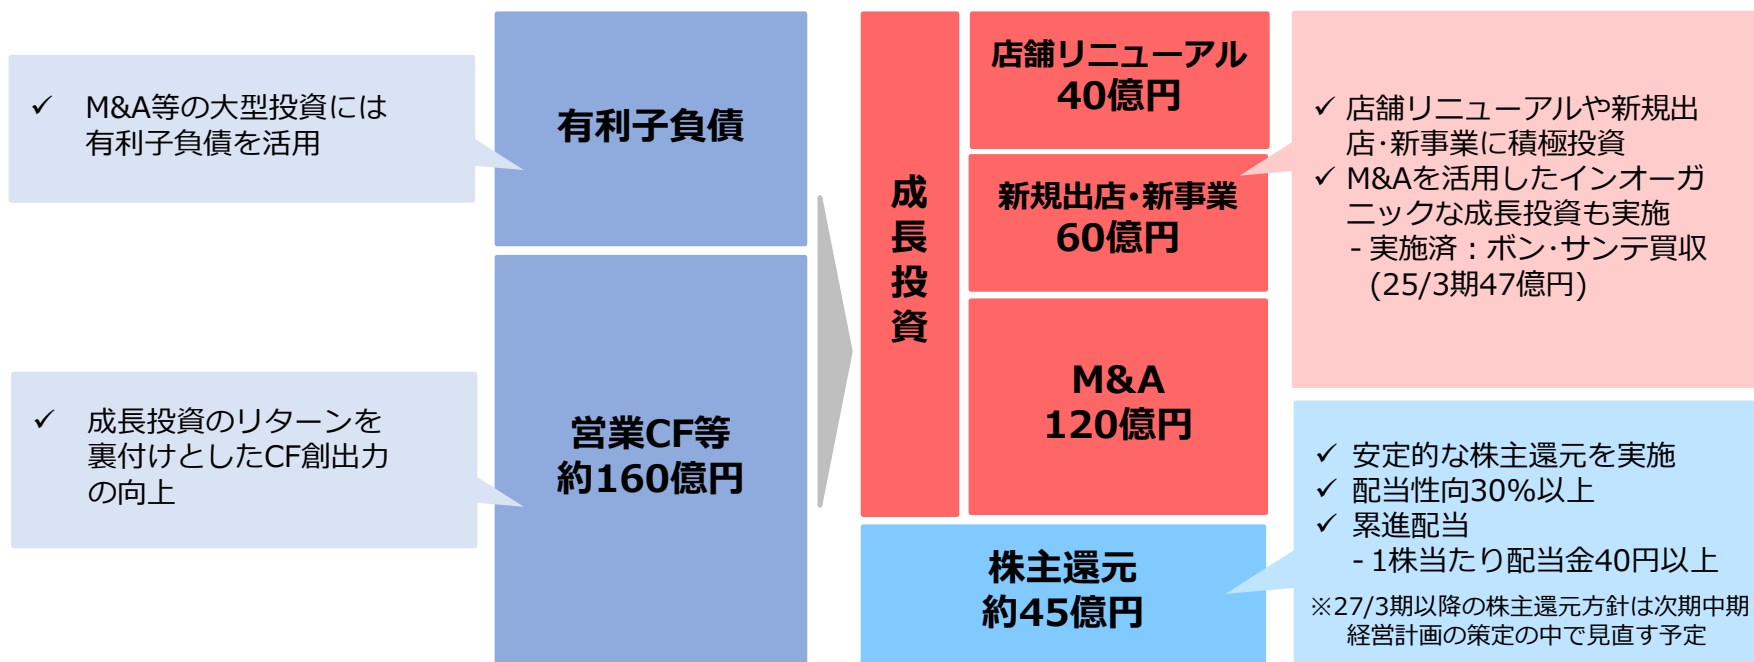 ✓ M&A等の大型投資には
有利子負債を活用
✓ 成長投資のリターンを
裏付けとしたCF創出力
の向上
有利子負債
営業CF等
約160億円
成
長
投
資
店舗リニューアル
40億円
新規出店・新事業
60億円
M&A
120億円
株主還元
約45億円
✓ 店舗リニューアルや新規出
店・新事業に積極投資
✓ M&Aを活用したインオーガ
ニックな成長投資も実施
- 実施済：ボン・サンテ買収
(25/3期47億円)
✓ 安定的な株主還元を実施
✓ 配当性向30%以上
✓ 累進配当
- 1株当たり配当金40円以上
※27/3期以降の株主還元方針は次期中期
経営計画の策定の中で見直す予定